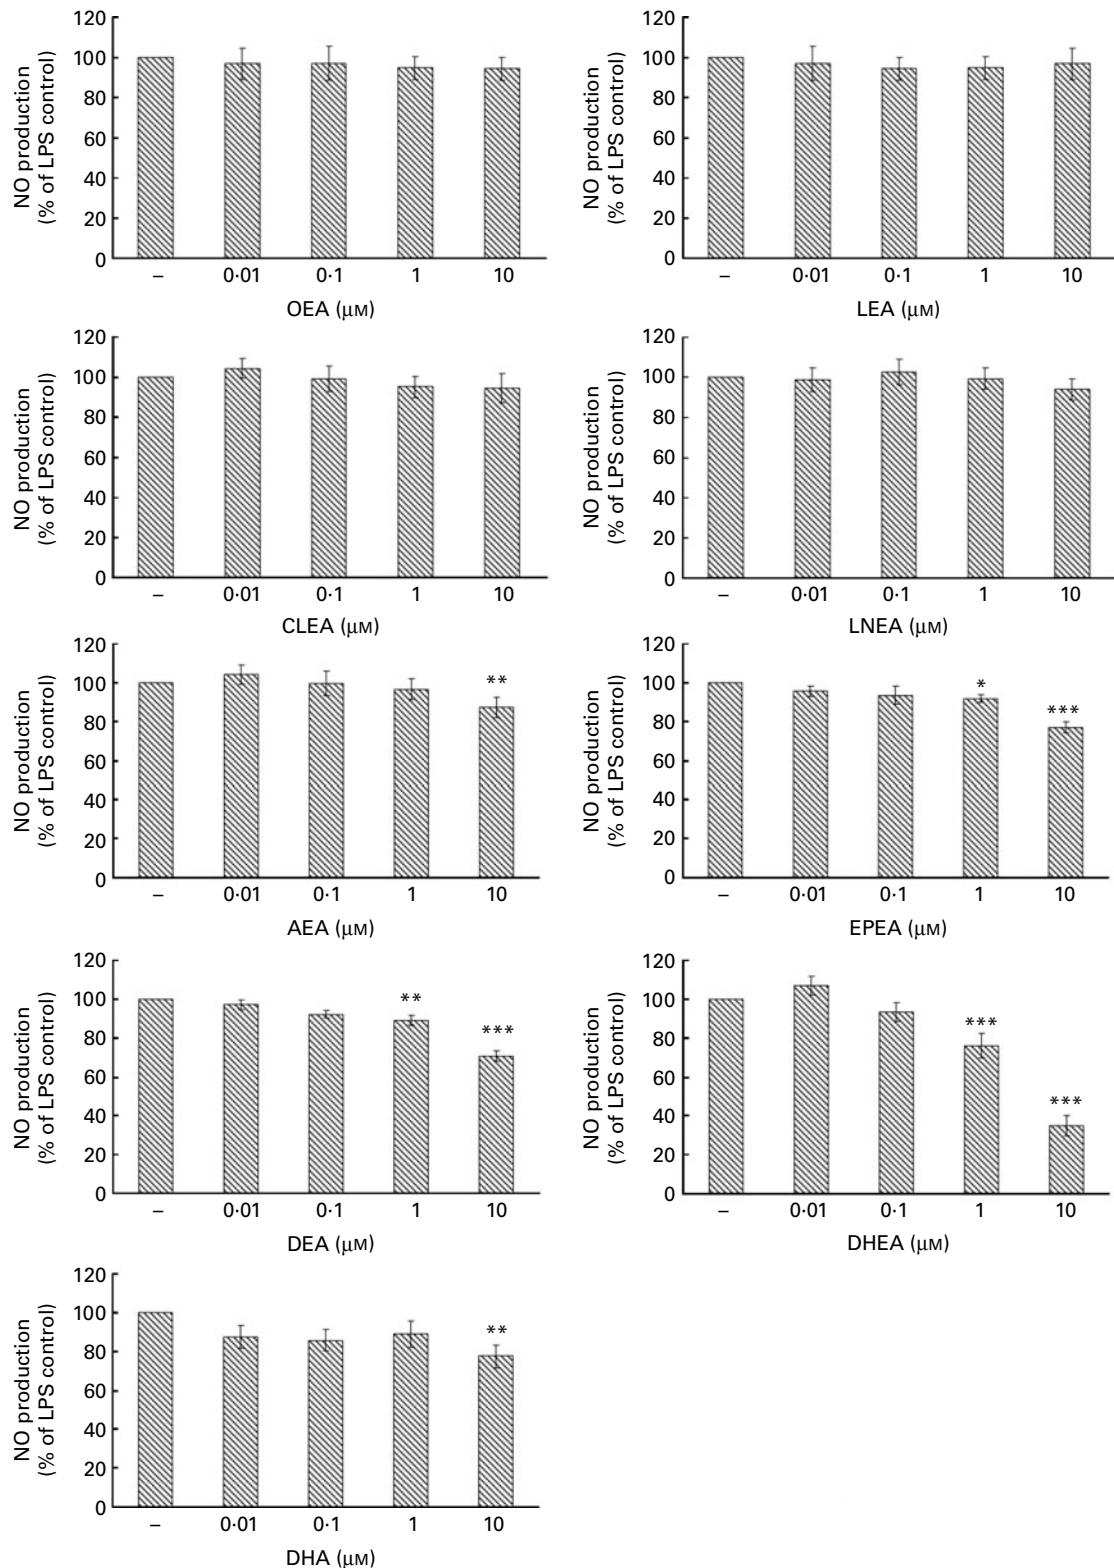 120
100
80
60
40
20
0
NO production
(% of LPS control)
– 0·01 0·1 1 10
OEA (μM)
120
100
80
60
40
20
0
NO production
(% of LPS control)
– 0·01 0·1 1 10
LEA (μM)
120
100
80
60
40
20
0
NO production
(% of LPS control)
– 0·01 0·1 1 10
CLEA (μM)
120
100
80
60
40
20
0
NO production
(% of LPS control)
– 0·01 0·1 1 10
LNEA (μM)
120
100
80
60
40
20
0
NO production
(% of LPS control)
**
– 0·01 0·1 1 10
AEA (μM)
120
100
80
60
40
20
0
NO production
(% of LPS control)
*
***
– 0·01 0·1 1 10
EPEA (μM)
120
100
80
60
40
20
0
NO production
(% of LPS control)
**
***
– 0·01 0·1 1 10
DEA (μM)
120
100
80
60
40
20
0
NO production
(% of LPS control)
***
***
– 0·01 0·1 1 10
DHEA (μM)
120
100
80
60
40
20
0
NO production
(% of LPS control)
**
– 0·01 0·1 1 10
DHA (μM)